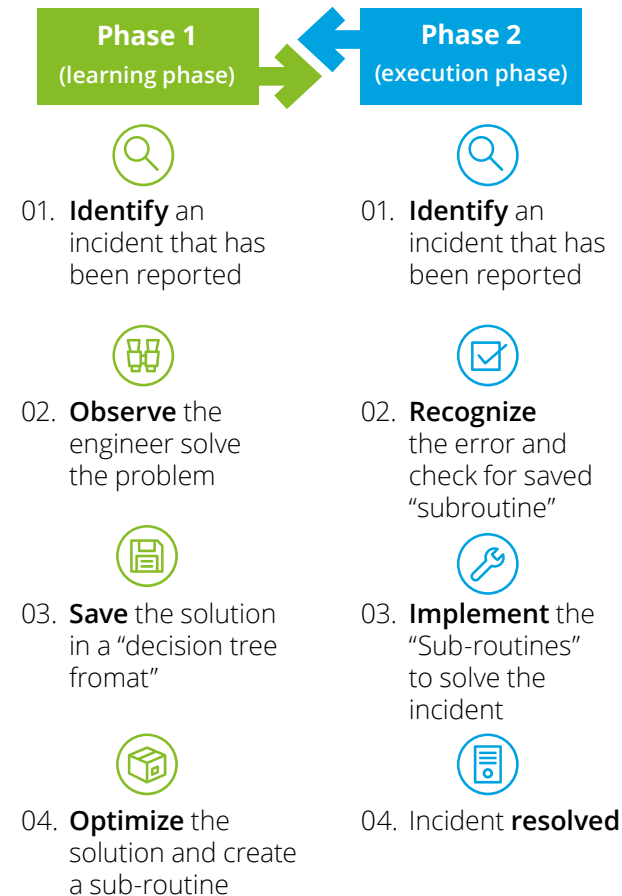 Phase 1
(learning phase)
Phase 2
(execution phase)
01. Identify an
incident that has
been reported
02. Observe the
engineer solve
the problem
03. Save the solution
in a “decision tree
fromat”
04. Optimize the
solution and create
a sub-routine
01. Identify an
incident that has
been reported
02. Recognize
the error and
check for saved
“subroutine”
03. Implement the
“Sub-routines”
to solve the
incident
04. Incident resolved